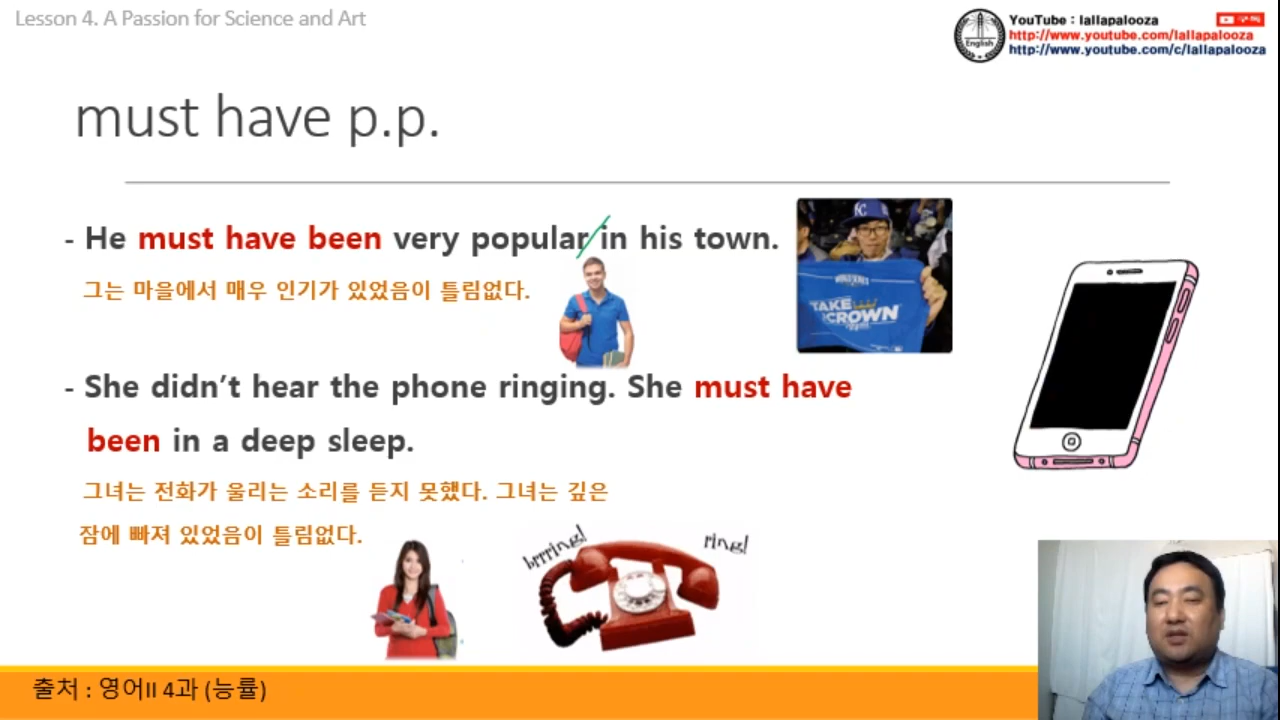 Lesson 4. A Passion for Science and Art
YouTube : lallapalooza
http://www.youtube.com/lallapalooza
http://www.youtube.com/c/lallapalooza
English
must have p.p.
- He must have been very popular in his town.
그는 마을에서 매우 인기가 있었음이 틀림없다.
KC
TAKE
CROWN
- She didn't hear the phone ringing. She must have
been in a deep sleep.
그녀는 전화가 울리는 소리를 듣지 못했다. 그녀는 깊은
잠에 빠져 있었음이 틀림없다.
brrring!
ring!
출처 : 영어II 4과 (능률)